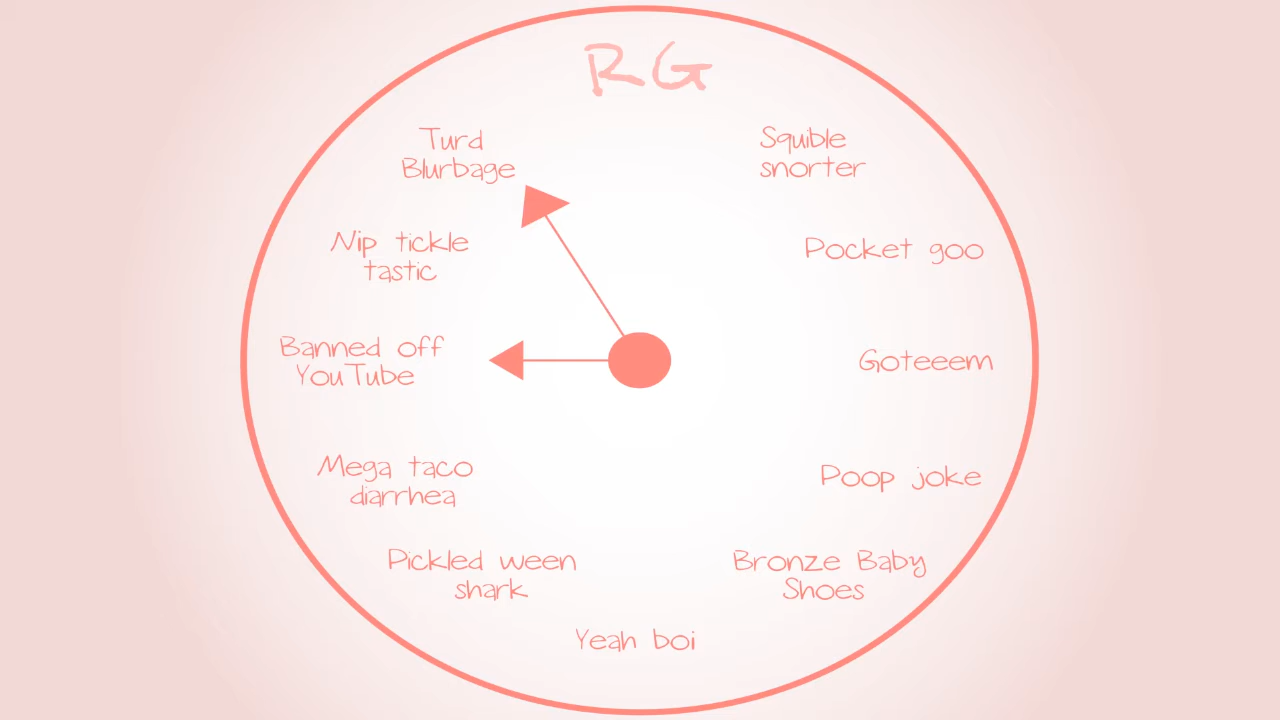 RG
Turd
Blurbage
Squible
snorter
Nip tickle
tastic
Pocket goo
Banned off
YouTube
Goteeem
Mega taco
diarrhea
Poop joke
Pickled ween
shark
Bronze Baby
Shoes
Yeah boi